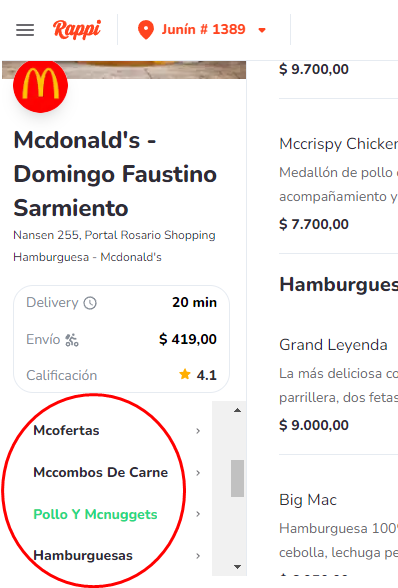 Rappi
Junín # 1389
Mcdonald's -
Domingo Faustino
Sarmiento
Nansen 255, Portal Rosario Shopping
Hamburguesa - Mcdonald's
Delivery 20 min
Envío $ 419,00
Calificación 4.1
Mcofertas
Mccombos De Carne
Pollo Y Mcnuggets
Hamburguesas
$ 9.700,00
Mccrispy Chicken
Medallón de pollo
acompañamiento y
$ 7.700,00
Hamburgues
Grand Leyenda
La más deliciosa co
parrillera, dos fetas
$ 9.000,00
Big Mac
Hamburguesa 100%
cebolla, lechuga pe